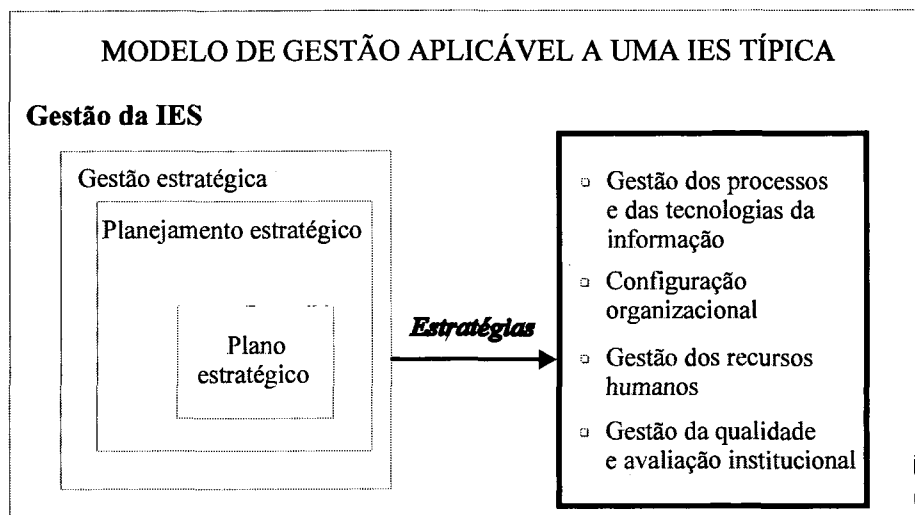 MODELO DE GESTÃO APLICÁVEL A UMA IES TÍPICA
Gestão da IES
Gestão estratégica
Planejamento estratégico
Plano
estratégico
Estratégias
Gestão dos processos
e das tecnologias da
informação
Configuração
organizacional
Gestão dos recursos
humanos
Gestão da qualidade
e avaliação institucional